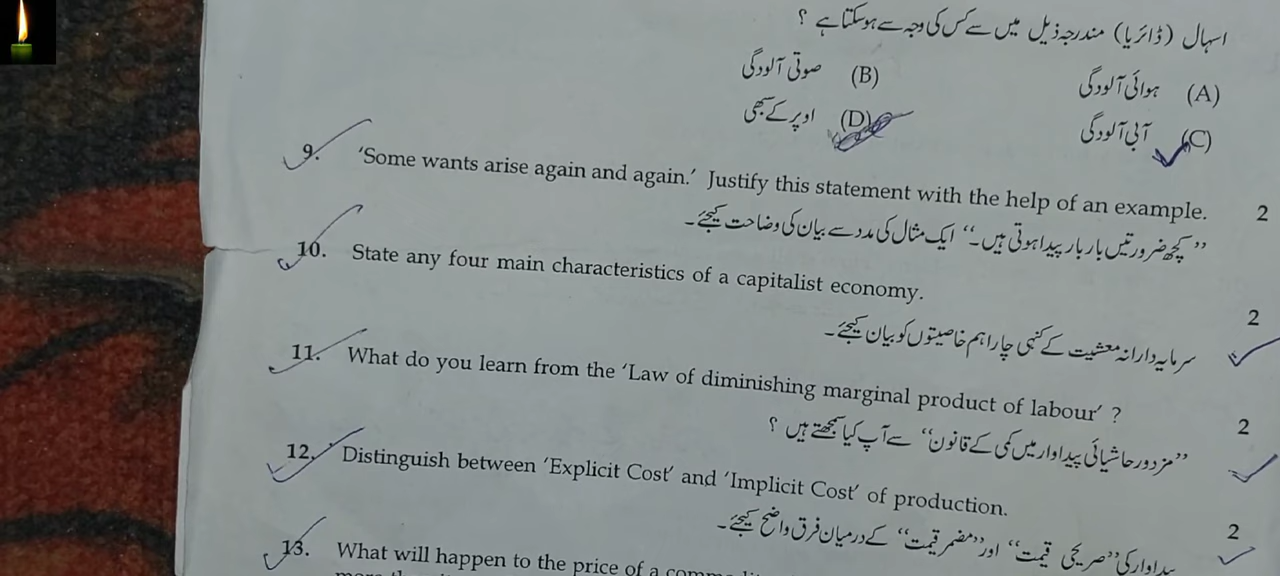 اسہال (ڈائریا) مندرجہ ذیل میں سے کس کی وجہ سے ہوسکتا ہے ؟
(A) ہوائی آلودگی (B) صوتی آلودگی
(C) آبی آلودگی (D) اوپر کے سبھی
9. 'Some wants arise again and again.' Justify this statement with the help of an example. 2
”کچھ ضرورتیں بار بار پیدا ہوتی ہیں۔“ ایک مثال کی مدد سے بیان کی وضاحت کیجئے۔
10. State any four main characteristics of a capitalist economy. 2
سرمایہ دارانہ معشیت کے کنہی چار اہم خاصیتوں کو بیان کیجئے۔
11. What do you learn from the 'Law of diminishing marginal product of labour' ? 2
”مزدور حاشیائی پیداوار میں کمی کے قانون“ سے آپ کیا سمجھتے ہیں ؟
12. Distinguish between 'Explicit Cost' and 'Implicit Cost' of production. 2
پیداوار کی ”صریحی قیمت“ اور ”مضمر قیمت“ کے درمیان فرق واضح کیجئے۔
13. What will happen to the price of a